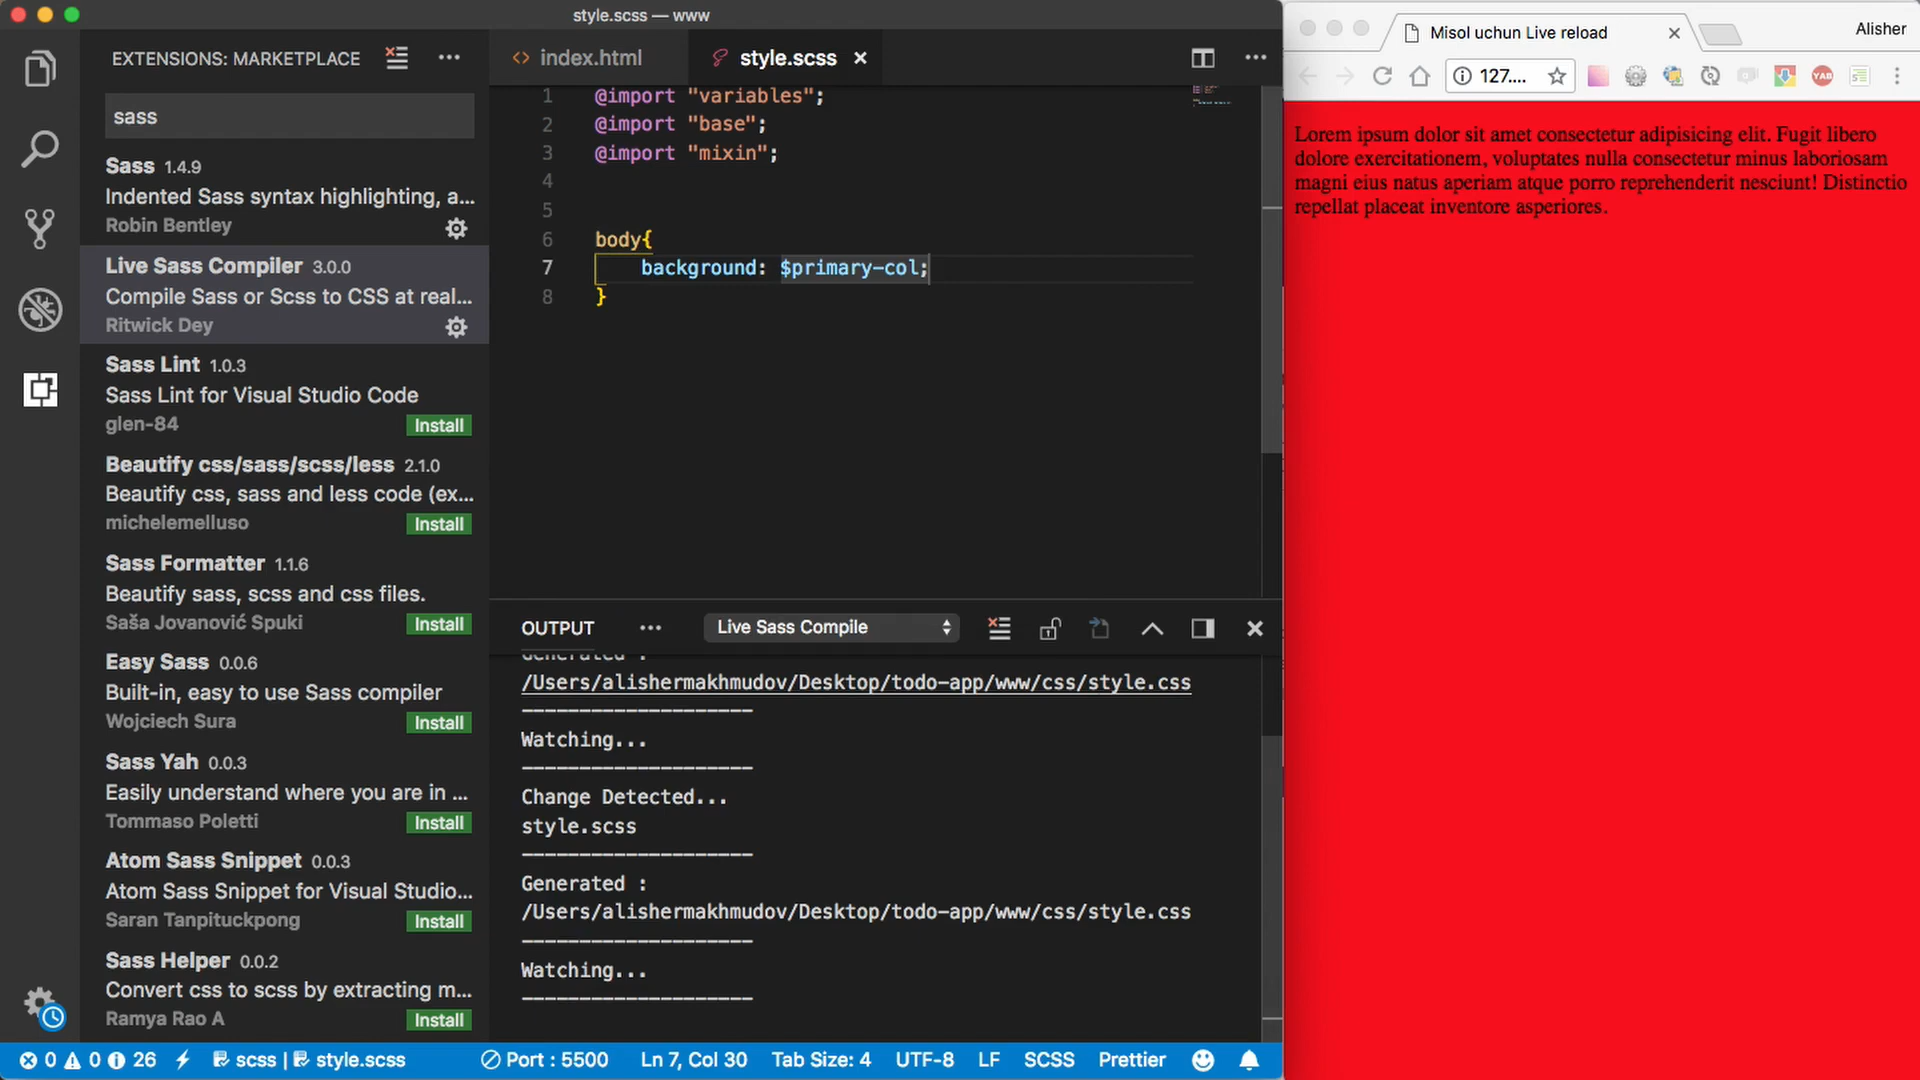 style.scss — www
EXTENSIONS: MARKETPLACE
sass
Sass 1.4.9
Indented Sass syntax highlighting, a...
Robin Bentley
Live Sass Compiler 3.0.0
Compile Sass or Scss to CSS at real...
Ritwick Dey
Sass Lint 1.0.3
Sass Lint for Visual Studio Code
glen-84
Install
Beautify css/sass/scss/less 2.1.0
Beautify css, sass and less code (ex...
michelemelluso
Install
Sass Formatter 1.1.6
Beautify sass, scss and css files.
Saša Jovanović Spuki
Install
Easy Sass 0.0.6
Built-in, easy to use Sass compiler
Wojciech Sura
Install
Sass Yah 0.0.3
Easily understand where you are in ...
Tommaso Poletti
Install
Atom Sass Snippet 0.0.3
Atom Sass Snippet for Visual Studio...
Saran Tanpituckpong
Install
Sass Helper 0.0.2
Convert css to scss by extracting m...
Ramya Rao A
Install
index.html
style.scss
1 @import "variables";
2 @import "base";
3 @import "mixin";
4
5
6 body{
7 background: $primary-col;
8 }
OUTPUT
Live Sass Compile
Generated :
/Users/alishermakhmudov/Desktop/todo-app/www/css/style.css
--------------------
Watching...
--------------------
Change Detected...
style.scss
--------------------
Generated :
/Users/alishermakhmudov/Desktop/todo-app/www/css/style.css
--------------------
Watching...
--------------------
0 0 26 scss | style.scss Port : 5500 Ln 7, Col 30 Tab Size: 4 UTF-8 LF SCSS Prettier
Misol uchun Live reload
Alisher
127....
YAB
Lorem ipsum dolor sit amet consectetur adipisicing elit. Fugit libero
dolore exercitationem, voluptates nulla consectetur minus laboriosam
magni eius natus aperiam atque porro reprehenderit nesciunt! Distinctio
repellat placeat inventore asperiores.